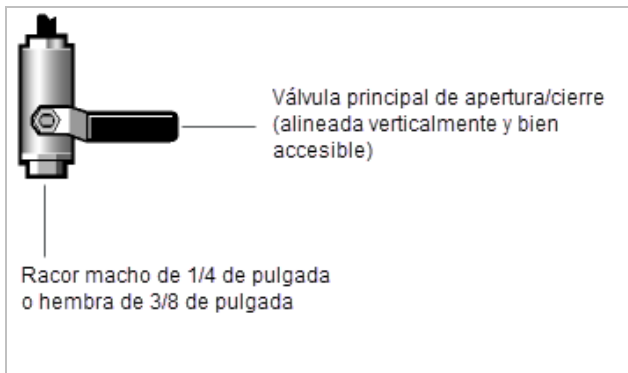 Válvula principal de apertura/cierre
(alineada verticalmente y bien
accesible)
Racor macho de 1/4 de pulgada
o hembra de 3/8 de pulgada